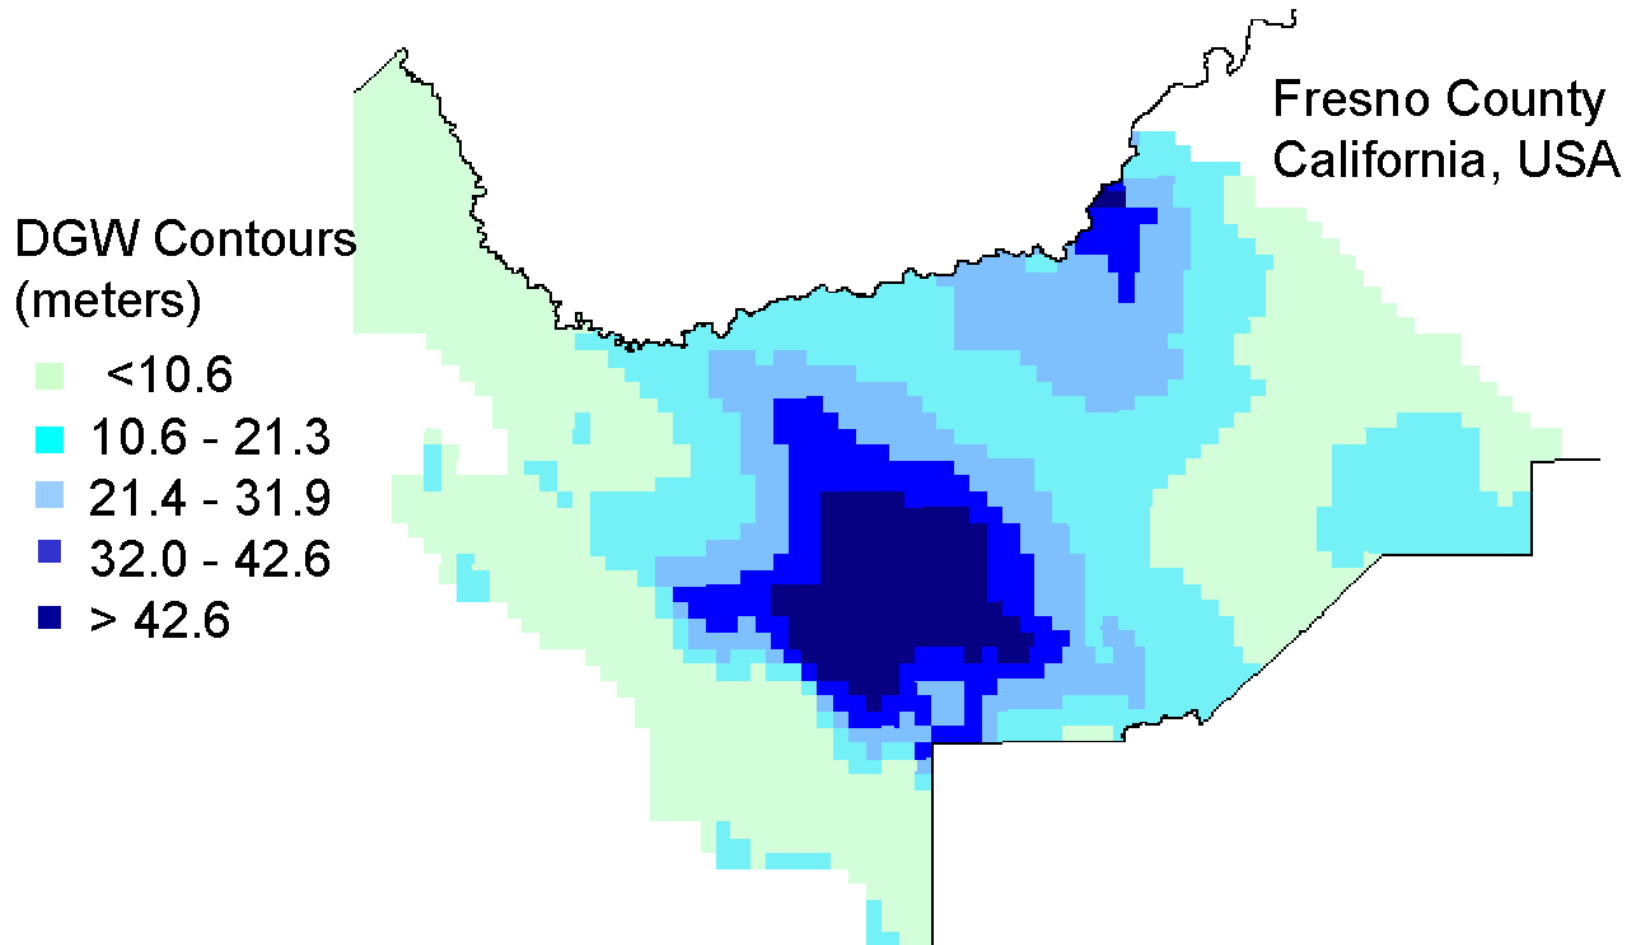 Fresno County
California, USA
DGW Contours
(meters)
<10.6
10.6 - 21.3
21.4 - 31.9
32.0 - 42.6
> 42.6